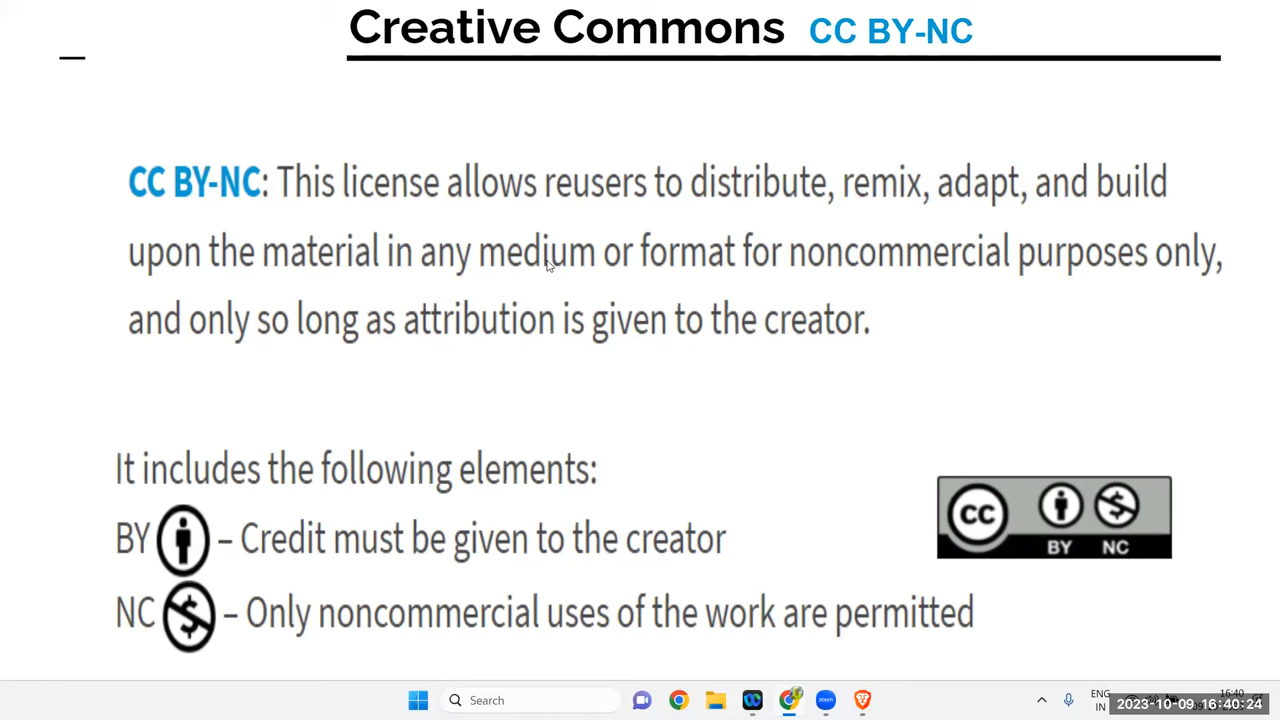 Creative Commons CC BY-NC
CC BY-NC: This license allows reusers to distribute, remix, adapt, and build
upon the material in any medium or format for noncommercial purposes only,
and only so long as attribution is given to the creator.
It includes the following elements:
BY – Credit must be given to the creator
NC – Only noncommercial uses of the work are permitted
cc
BY NC
Search
zoom
ENG
IN
16:40
2023-10-09 16:40:24